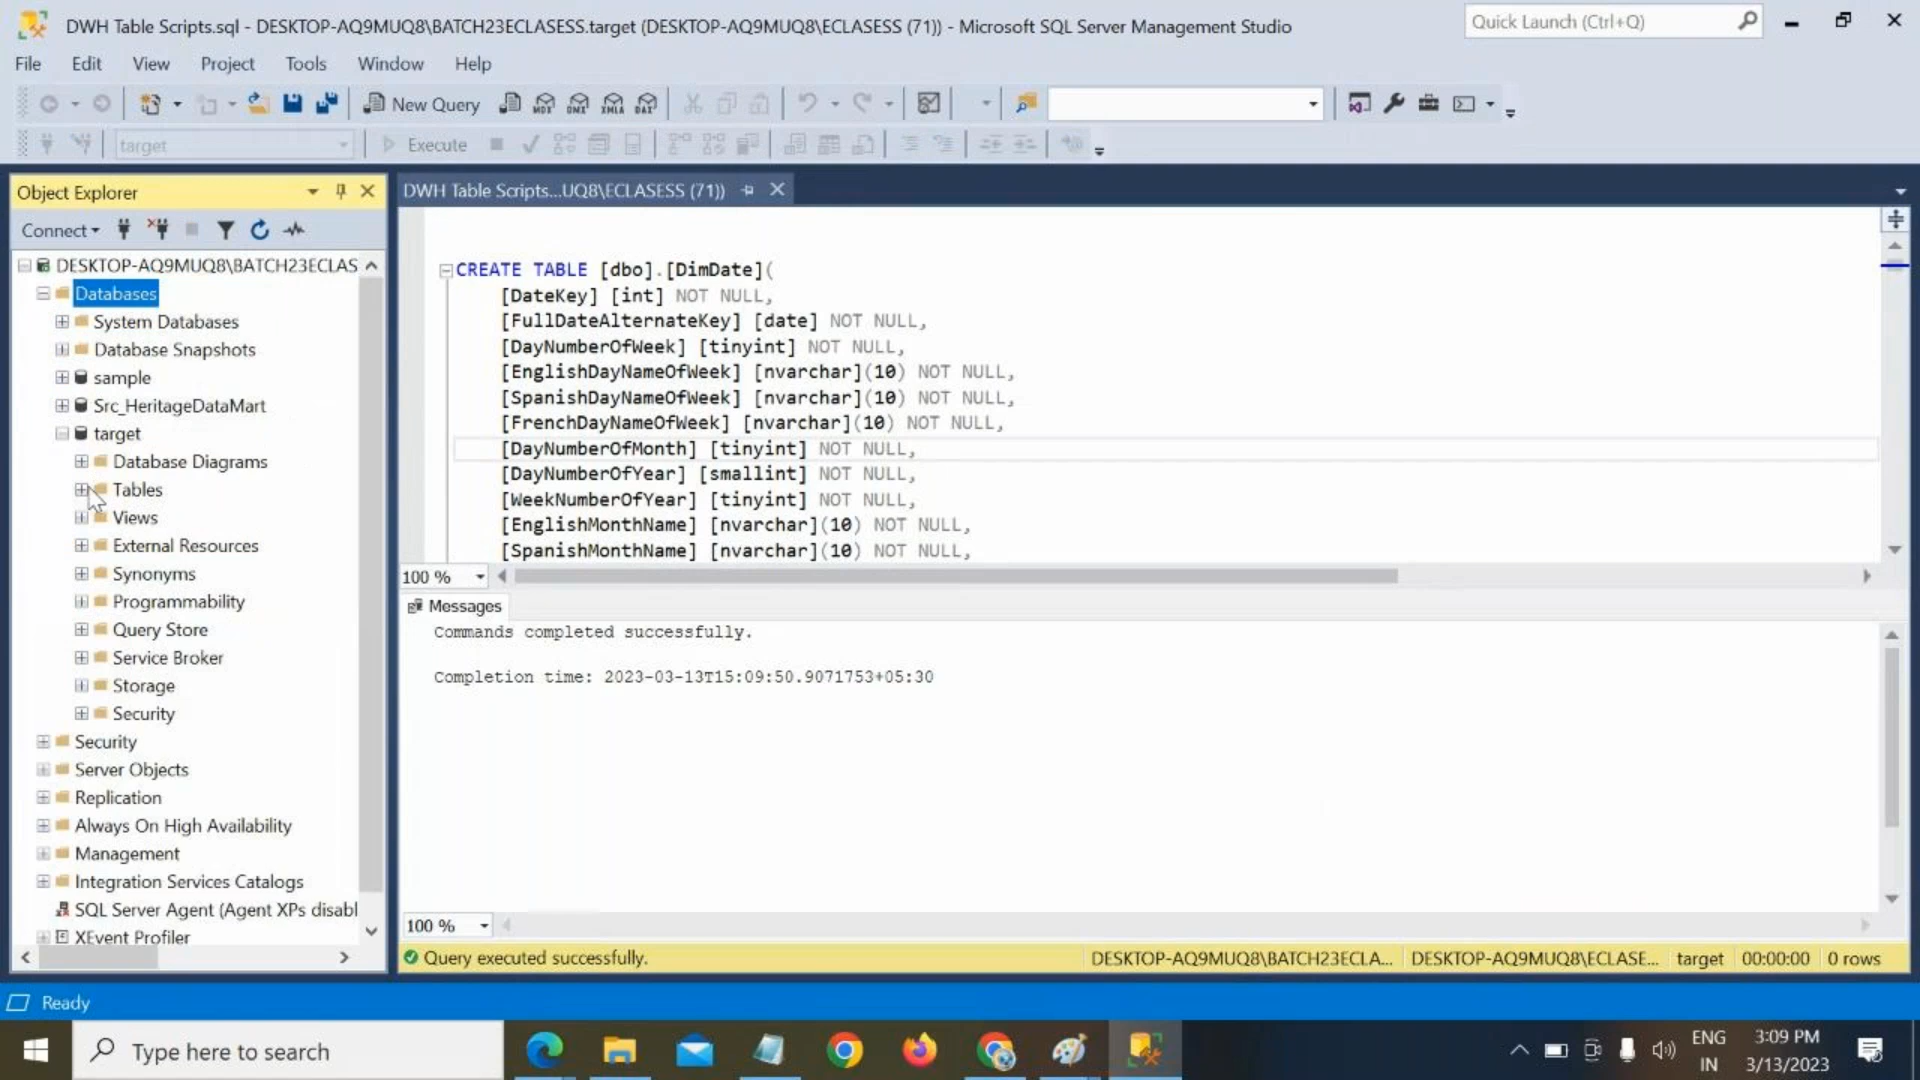 DWH Table Scripts.sql - DESKTOP-AQ9MUQ8\BATCH23ECLASESS.target (DESKTOP-AQ9MUQ8\ECLASESS (71)) - Microsoft SQL Server Management Studio
Quick Launch (Ctrl+Q)
File Edit View Project Tools Window Help
New Query MDX DMX XMLA DAX
target Execute
Object Explorer
Connect
DESKTOP-AQ9MUQ8\BATCH23ECLAS
Databases
System Databases
Database Snapshots
sample
Src_HeritageDataMart
target
Database Diagrams
Tables
Views
External Resources
Synonyms
Programmability
Query Store
Service Broker
Storage
Security
Security
Server Objects
Replication
Always On High Availability
Management
Integration Services Catalogs
SQL Server Agent (Agent XPs disabl
XEvent Profiler
DWH Table Scripts...UQ8\ECLASESS (71))
CREATE TABLE [dbo].[DimDate](
[DateKey] [int] NOT NULL,
[FullDateAlternateKey] [date] NOT NULL,
[DayNumberOfWeek] [tinyint] NOT NULL,
[EnglishDayNameOfWeek] [nvarchar](10) NOT NULL,
[SpanishDayNameOfWeek] [nvarchar](10) NOT NULL,
[FrenchDayNameOfWeek] [nvarchar](10) NOT NULL,
[DayNumberOfMonth] [tinyint] NOT NULL,
[DayNumberOfYear] [smallint] NOT NULL,
[WeekNumberOfYear] [tinyint] NOT NULL,
[EnglishMonthName] [nvarchar](10) NOT NULL,
[SpanishMonthName] [nvarchar](10) NOT NULL,
100 %
Messages
Commands completed successfully.
Completion time: 2023-03-13T15:09:50.9071753+05:30
100 %
Query executed successfully. DESKTOP-AQ9MUQ8\BATCH23ECLA... DESKTOP-AQ9MUQ8\ECLASE... target 00:00:00 0 rows
Ready
Type here to search
ENG
IN
3:09 PM
3/13/2023